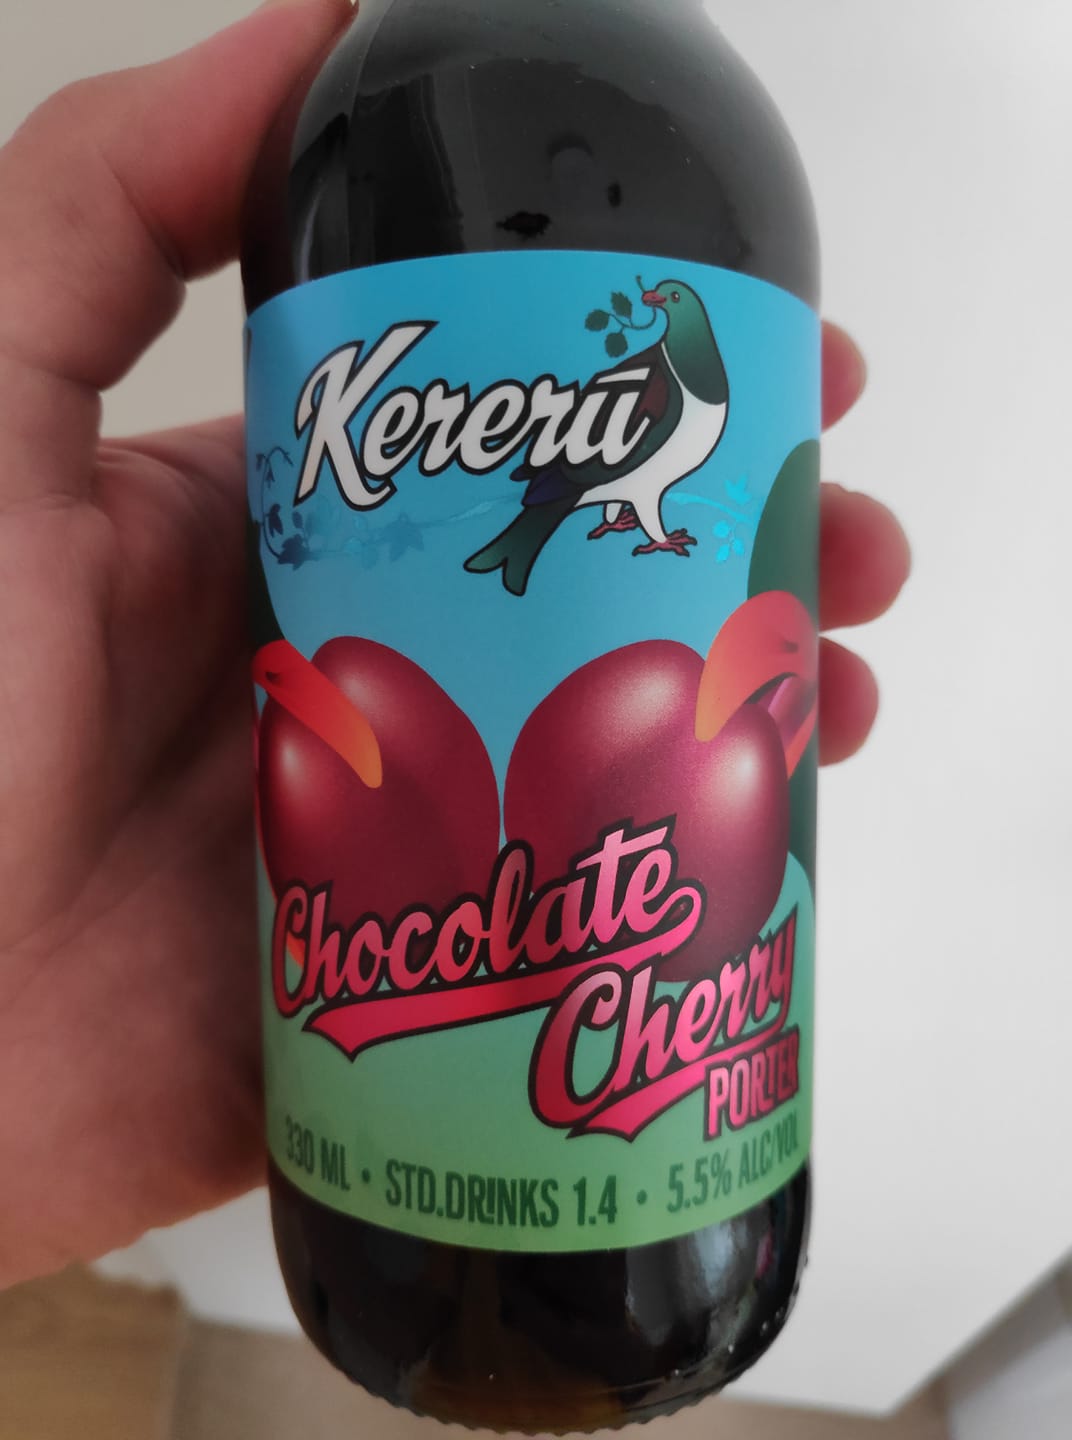 Kererū
Chocolate
Cherry
PORTER
330 ML • STD.DRINKS 1.4 • 5.5% ALC/VOL